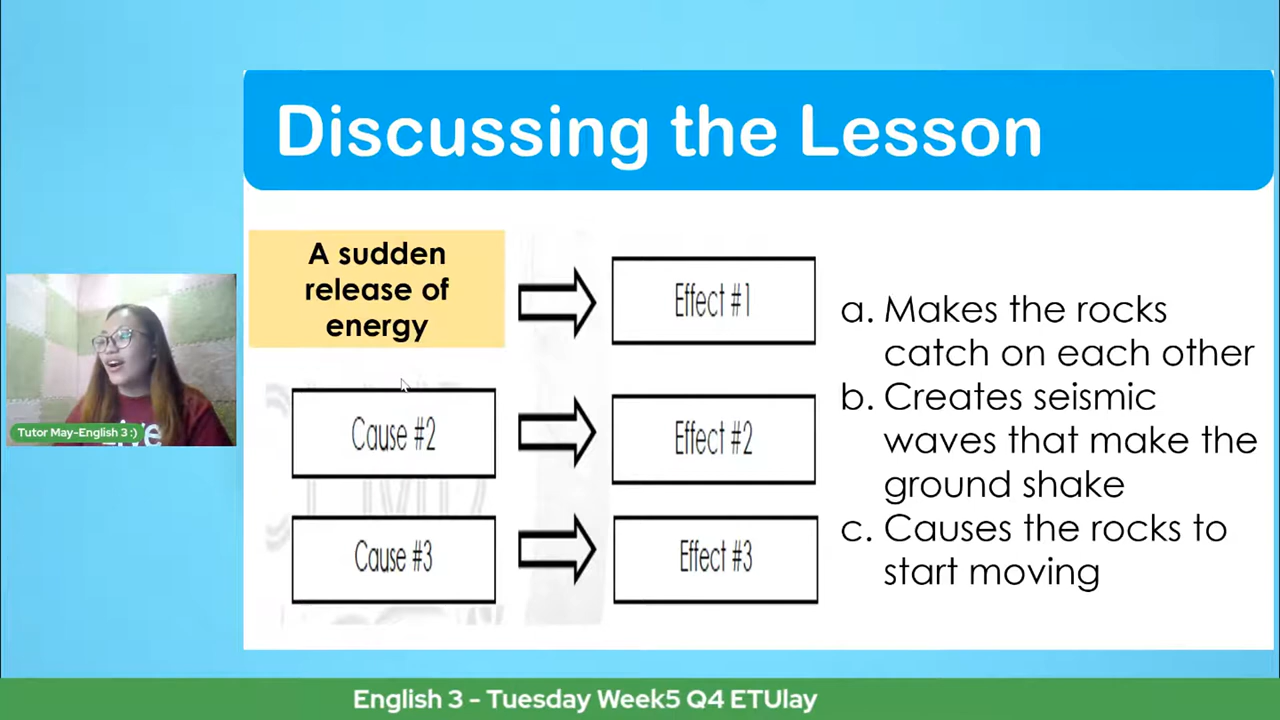 Discussing the Lesson
A sudden
release of
energy
Effect #1
Cause #2
Effect #2
Cause #3
Effect #3
a. Makes the rocks
catch on each other
b. Creates seismic
waves that make the
ground shake
c. Causes the rocks to
start moving
Tutor May-English 3 :)
English 3 - Tuesday Week5 Q4 ETUlay